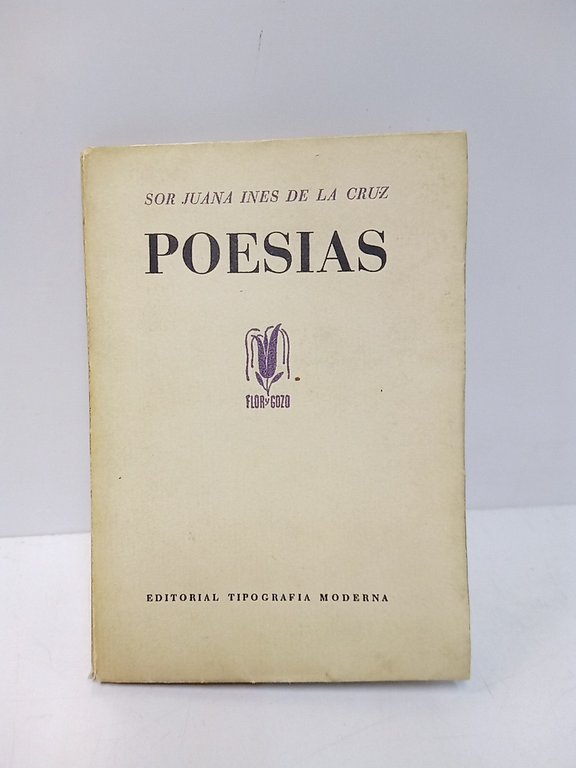 SOR JUANA INES DE LA CRUZ
POESIAS
FLOR Y GOZO
EDITORIAL TIPOGRAFIA MODERNA